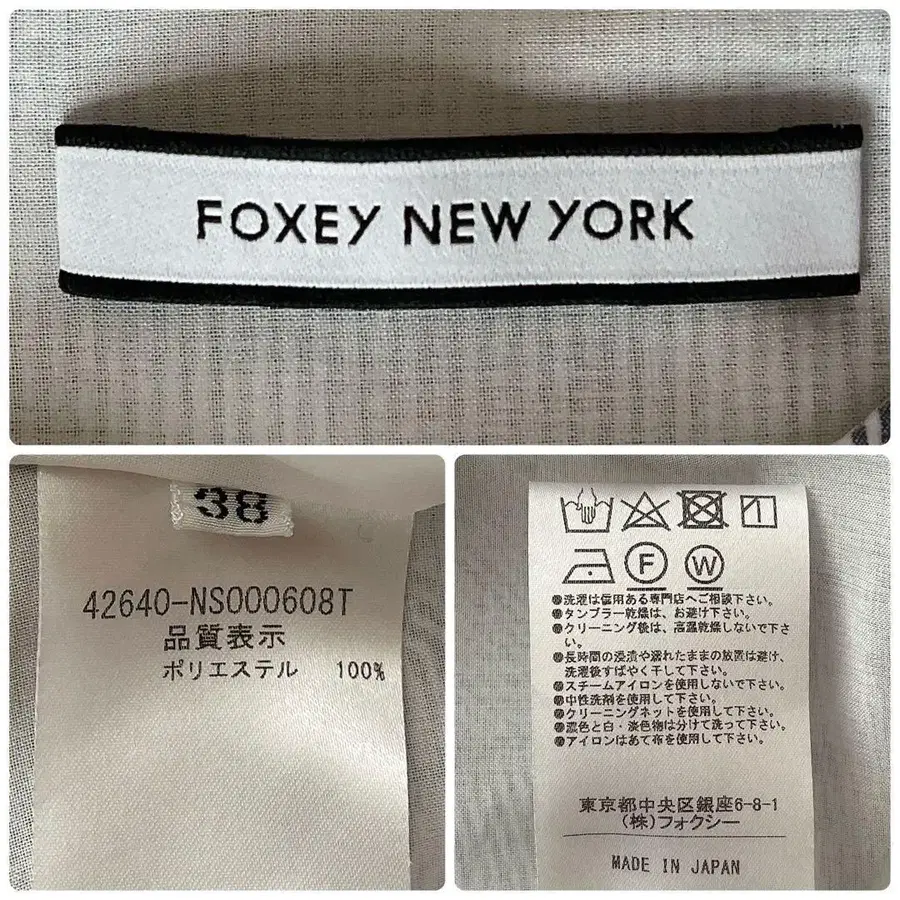 FOXEY NEW YORK
38
42640-NS000608T
品質表示
ポリエステル 100%
F
W
●洗濯は信用ある専門店へご相談下さい。
●タンブラー乾燥は、お避け下さい。
●クリーニング後は、高温乾燥しないで下さ
い。
●長時間の浸漬や濡れたままの放置は避け、
洗濯後すばやく干して下さい。
●スチームアイロンを使用しないで下さい。
●中性洗剤を使用して下さい。
●クリーニングネットを使用して下さい。
●濃色と白・淡色物は分けて洗って下さい。
●アイロンはあて布を使用して下さい。
東京都中央区銀座6-8-1
(株)フォクシー
MADE IN JAPAN